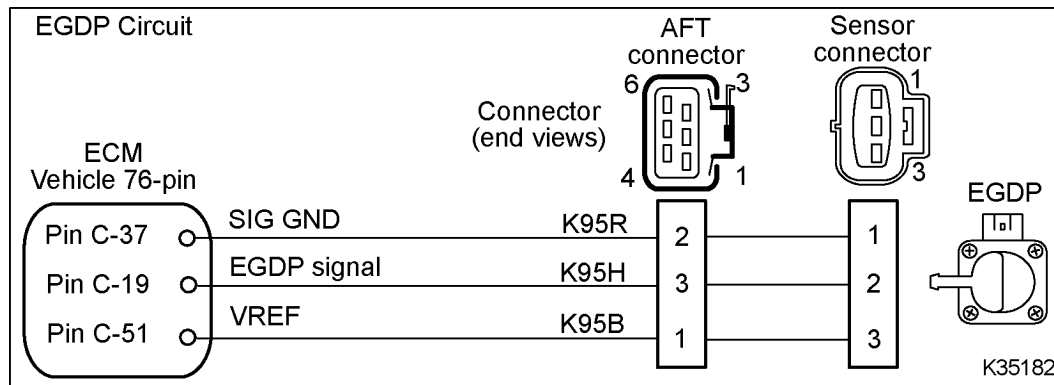 EGDP Circuit
AFT
connector
Sensor
connector
6
3
1
Connector
(end views)
4
1
3
ECM
Vehicle 76-pin
EGDP
Pin C-37
SIG GND
K95R
2
1
Pin C-19
EGDP signal
K95H
3
2
Pin C-51
VREF
K95B
1
3
K35182